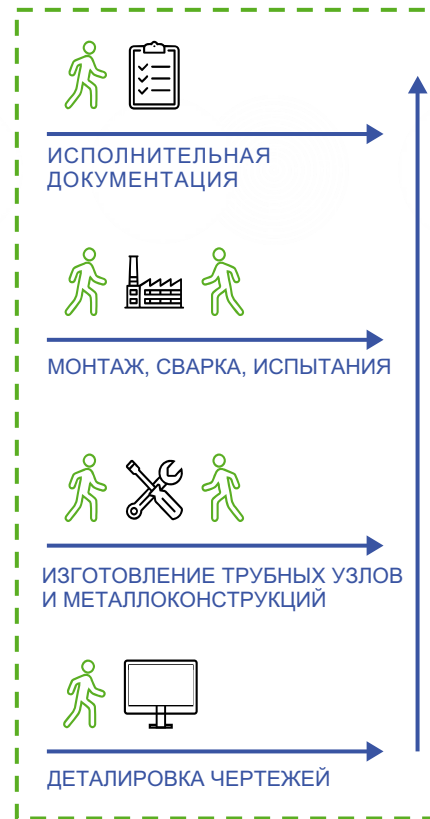 ИСПОЛНИТЕЛЬНАЯ
ДОКУМЕНТАЦИЯ
МОНТАЖ, СВАРКА, ИСПЫТАНИЯ
ИЗГОТОВЛЕНИЕ ТРУБНЫХ УЗЛОВ
И МЕТАЛЛОКОНСТРУКЦИЙ
ДЕТАЛИРОВКА ЧЕРТЕЖЕЙ